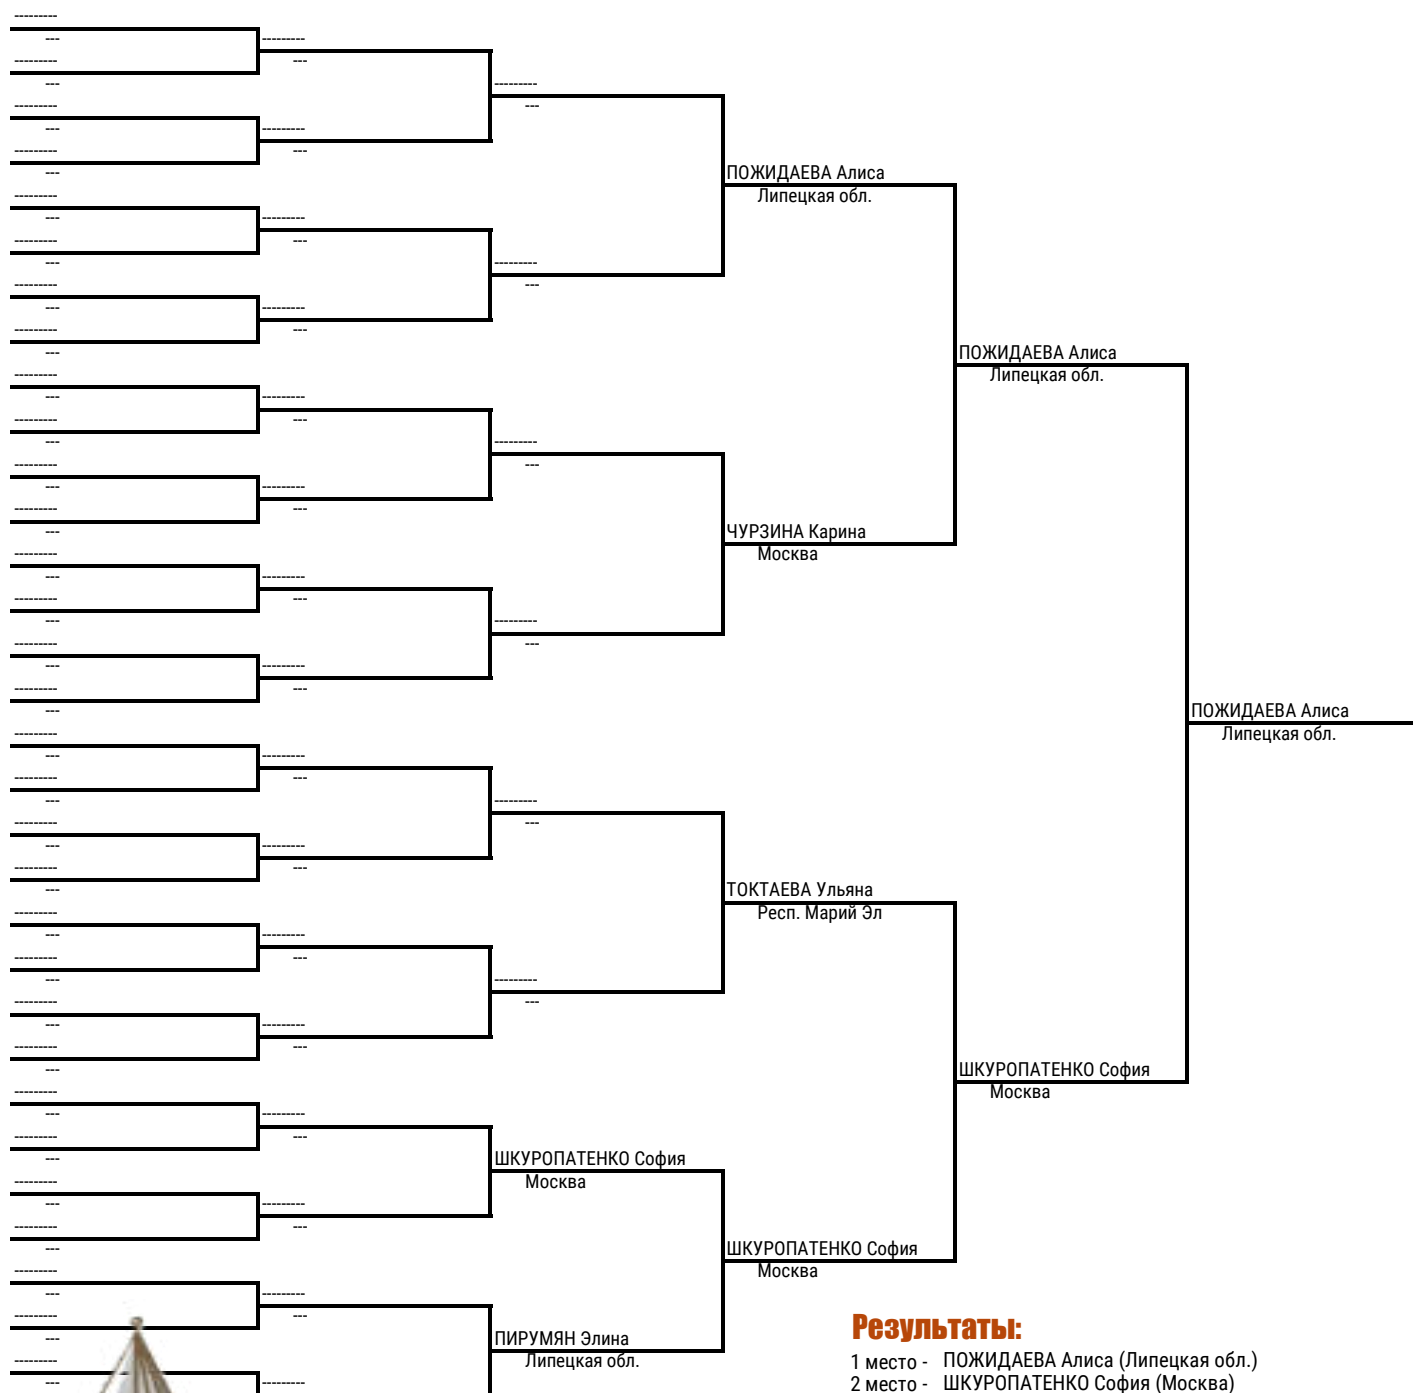 ПОЖИДАЕВА Алиса
Липецкая обл.
ПОЖИДАЕВА Алиса
Липецкая обл.
ЧУРЗИНА Карина
Москва
ПОЖИДАЕВА Алиса
Липецкая обл.
ТОКТАЕВА Ульяна
Респ. Марий Эл
ШКУРОПАТЕНКО София
Москва
ШКУРОПАТЕНКО София
Москва
ШКУРОПАТЕНКО София
Москва
ПИРУМЯН Элина
Липецкая обл.
Результаты:
1 место - ПОЖИДАЕВА Алиса (Липецкая обл.)
2 место - ШКУРОПАТЕНКО София (Москва)